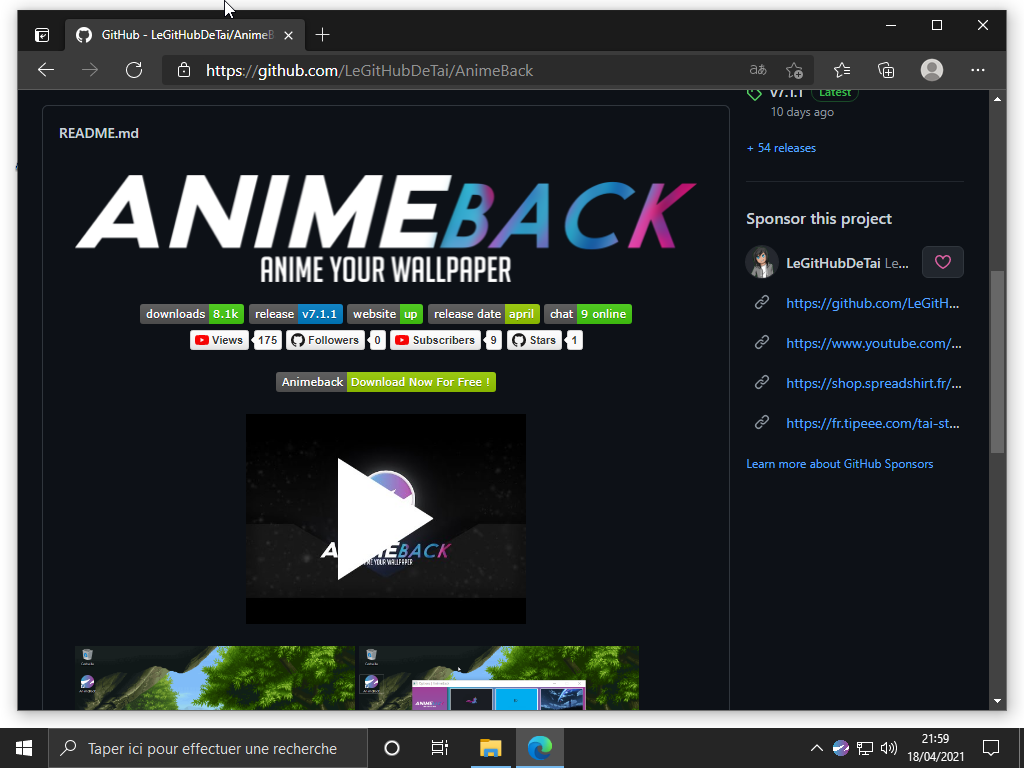 GitHub - LeGitHubDeTai/AnimeB
https://github.com/LeGitHubDeTai/AnimeBack
v7.1.1 Latest
10 days ago
+ 54 releases
README.md
ANIMEBACK
ANIME YOUR WALLPAPER
downloads 8.1k release v7.1.1 website up release date april chat 9 online
Views 175 Followers 0 Subscribers 9 Stars 1
Animeback Download Now For Free !
ANIMEBACK
ANIME YOUR WALLPAPER
Sponsor this project
LeGitHubDeTai Le...
https://github.com/LeGitH...
https://www.youtube.com/...
https://shop.spreadshirt.fr/...
https://fr.tipeee.com/tai-st...
Learn more about GitHub Sponsors
Taper ici pour effectuer une recherche
21:59
18/04/2021